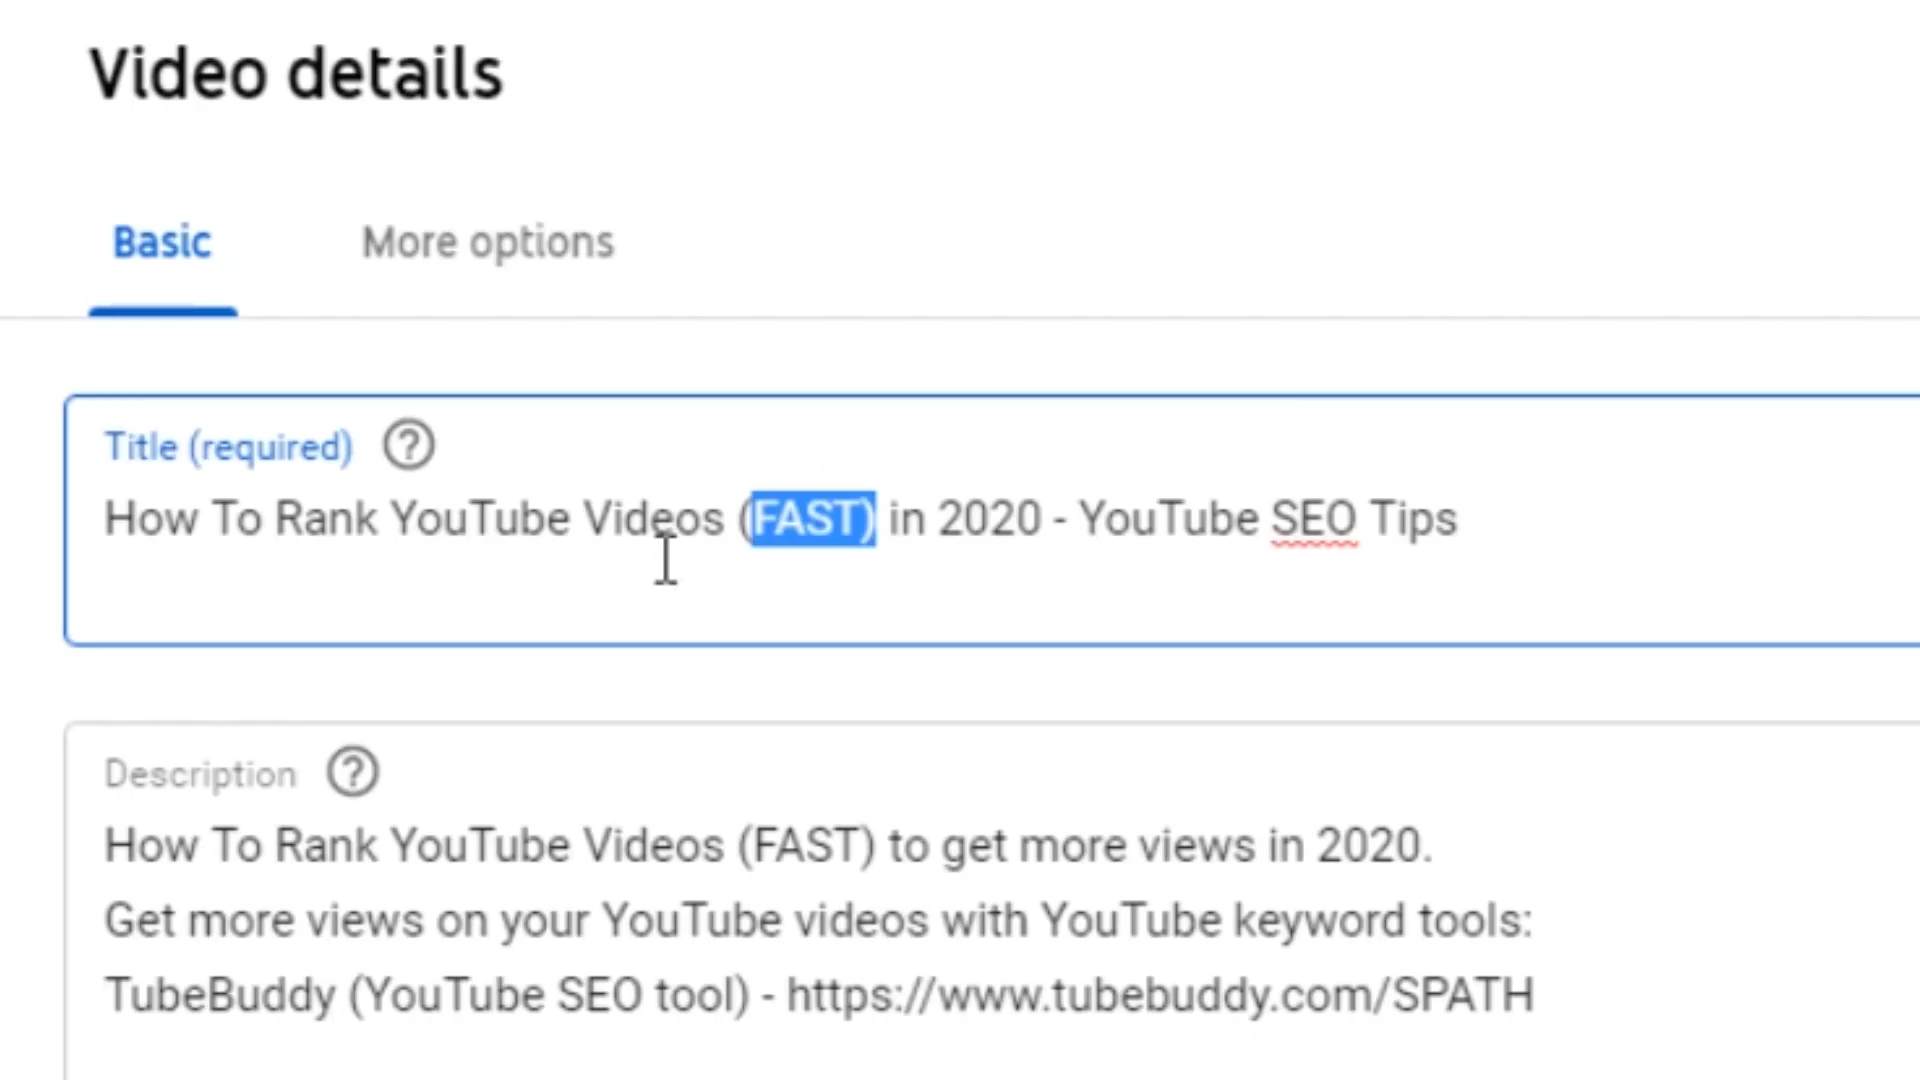 Video details
Basic
More options
Title (required)
How To Rank YouTube Videos (FAST) in 2020 - YouTube SEO Tips
Description
How To Rank YouTube Videos (FAST) to get more views in 2020.
Get more views on your YouTube videos with YouTube keyword tools:
TubeBuddy (YouTube SEO tool) - https://www.tubebuddy.com/SPATH